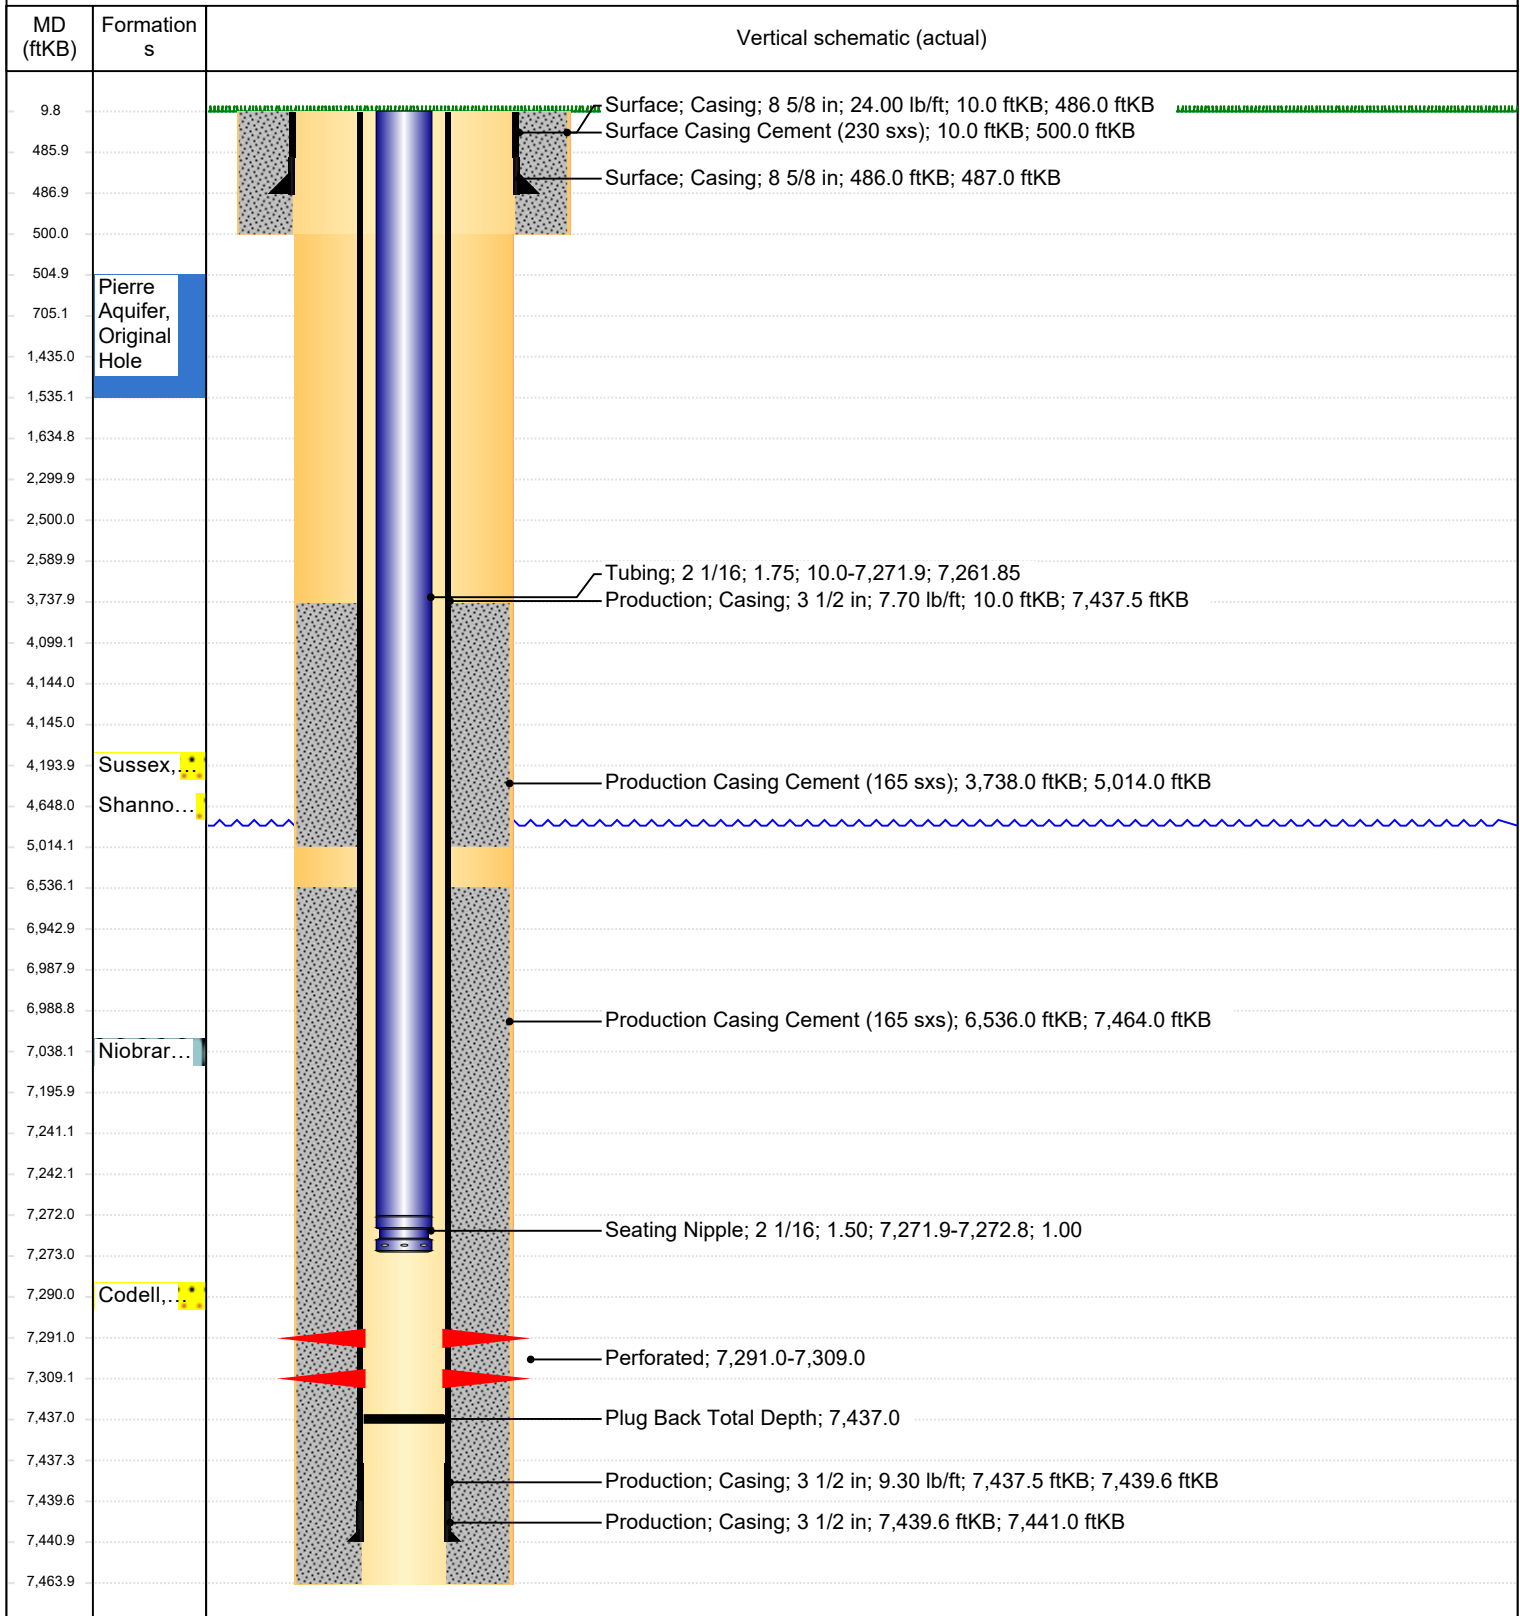 MD
(ftKB)
Formation
s
Vertical schematic (actual)
9.8
485.9
486.9
500.0
504.9
705.1
1,435.0
1,535.1
1,634.8
2,299.9
2,500.0
2,589.9
3,737.9
4,099.1
4,144.0
4,145.0
4,193.9
4,648.0
5,014.1
6,536.1
6,942.9
6,987.9
6,988.8
7,038.1
7,195.9
7,241.1
7,242.1
7,272.0
7,273.0
7,290.0
7,291.0
7,309.1
7,437.0
7,437.3
7,439.6
7,440.9
7,463.9
Pierre
Aquifer,
Original
Hole
Sussex,...
Shanno...
Niobrar...
Codell,...
Surface; Casing; 8 5/8 in; 24.00 lb/ft; 10.0 ftKB; 486.0 ftKB
Surface Casing Cement (230 sxs); 10.0 ftKB; 500.0 ftKB
Surface; Casing; 8 5/8 in; 486.0 ftKB; 487.0 ftKB
Tubing; 2 1/16; 1.75; 10.0-7,271.9; 7,261.85
Production; Casing; 3 1/2 in; 7.70 lb/ft; 10.0 ftKB; 7,437.5 ftKB
Production Casing Cement (165 sxs); 3,738.0 ftKB; 5,014.0 ftKB
Production Casing Cement (165 sxs); 6,536.0 ftKB; 7,464.0 ftKB
Seating Nipple; 2 1/16; 1.50; 7,271.9-7,272.8; 1.00
Perforated; 7,291.0-7,309.0
Plug Back Total Depth; 7,437.0
Production; Casing; 3 1/2 in; 9.30 lb/ft; 7,437.5 ftKB; 7,439.6 ftKB
Production; Casing; 3 1/2 in; 7,439.6 ftKB; 7,441.0 ftKB